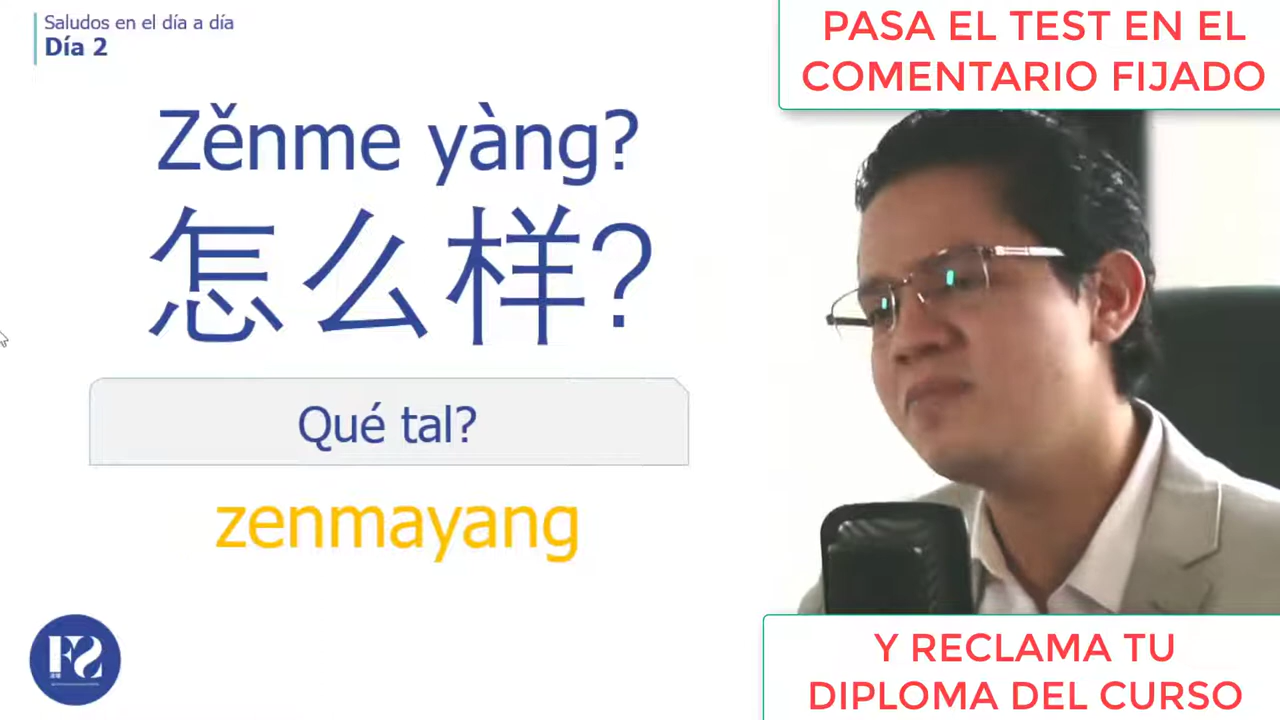 Saludos en el día a día
Día 2
Zěnme yàng?
怎么样?
Qué tal?
zenmayang
PASA EL TEST EN EL
COMENTARIO FIJADO
Y RECLAMA TU
DIPLOMA DEL CURSO